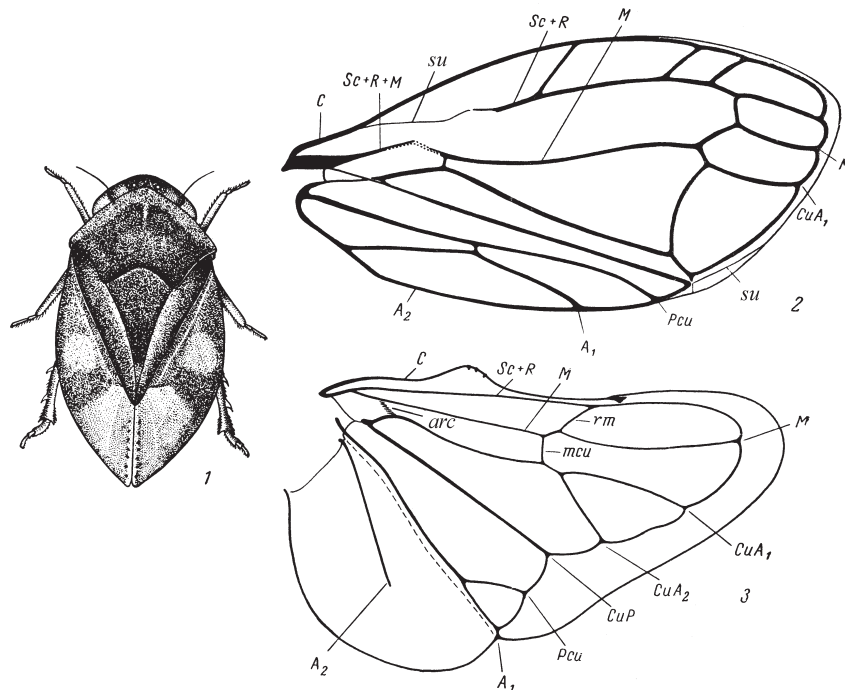 Sc+R M
Sc+R+M su
C
M
CuA₁
su
A₂ A₁ Pcu 2
1
C Sc+R M
arc rm
mcu M
CuA₁
CuA₂ 3
CuP
Pcu
A₂ A₁